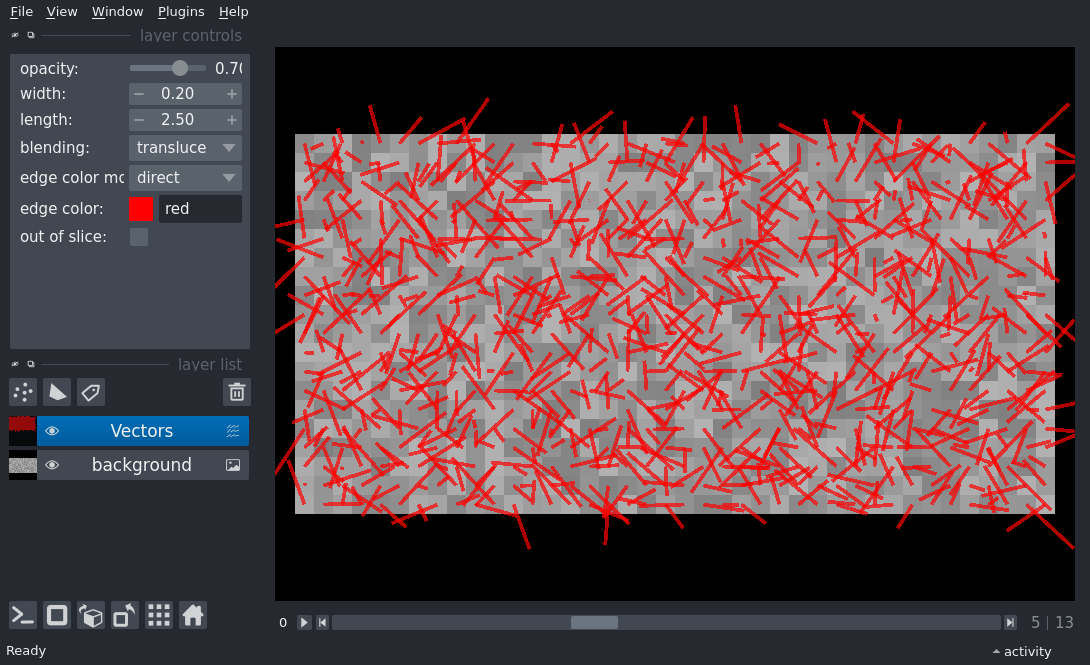 File View Window Plugins Help
layer controls
opacity: 0.70
width: 0.20
length: 2.50
blending: transluce
edge color mo direct
edge color: red
out of slice:
layer list
Vectors
background
0 5 | 13
Ready activity